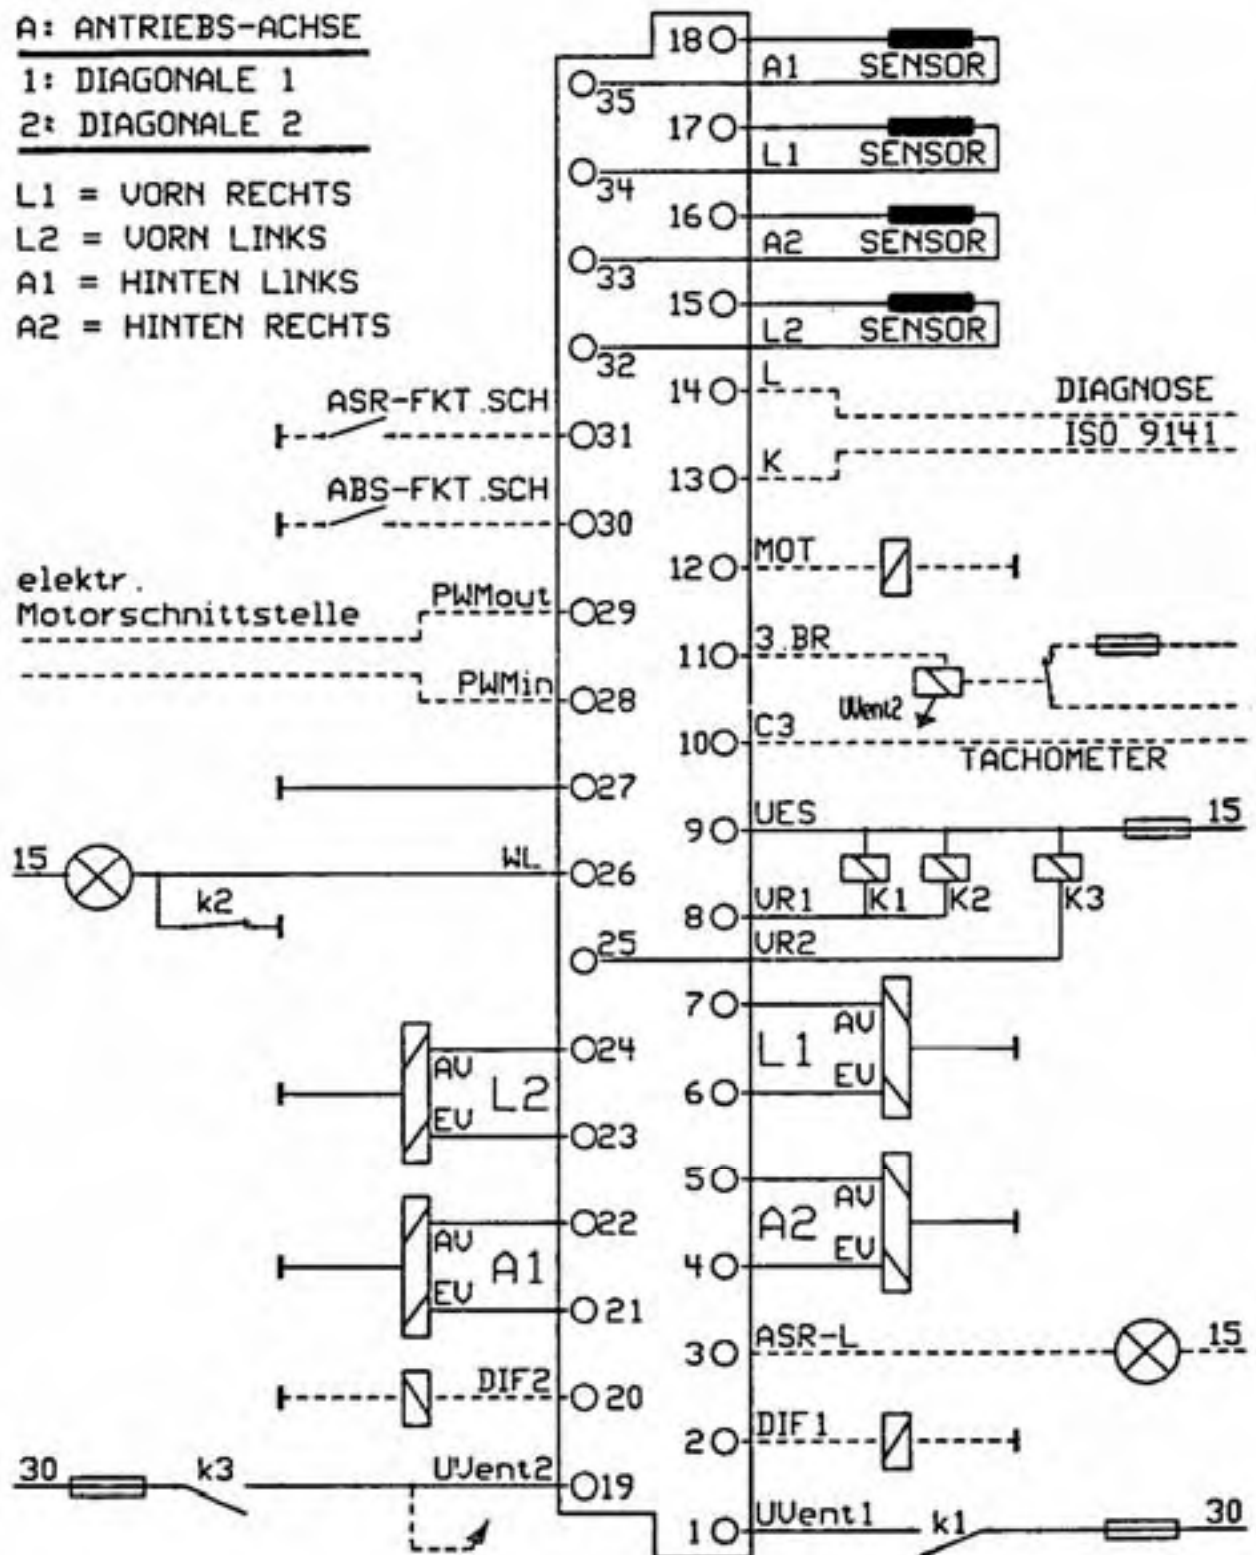 A: ANTRIEBS-ACHSE
1: DIAGONALE 1
2: DIAGONALE 2
L1 = VORN RECHTS
L2 = VORN LINKS
A1 = HINTEN LINKS
A2 = HINTEN RECHTS
18
A1 SENSOR
35
17
L1 SENSOR
34
16
A2 SENSOR
33
15
L2 SENSOR
32
14 L
DIAGNOSE
ISO 9141
13 K
ASR-FKT.SCH
31
ABS-FKT.SCH
30
12 MOT
elektr.
Motorschnittstelle
PWMout
29
PWMin
28
11 3.BR
UVent2
10 C3
TACHOMETER
27
9 UES 15
15 WL 26
k2
K1 K2 K3
8 VR1
25 VR2
7 AV
L1
6 EV
24
AV L2
EV
23
5 AV
A2
4 EV
22
AV A1
EV
21
3 ASR-L 15
DIF2 20
2 DIF1
30 k3 UVent2 19
1 UVent1 k1 30